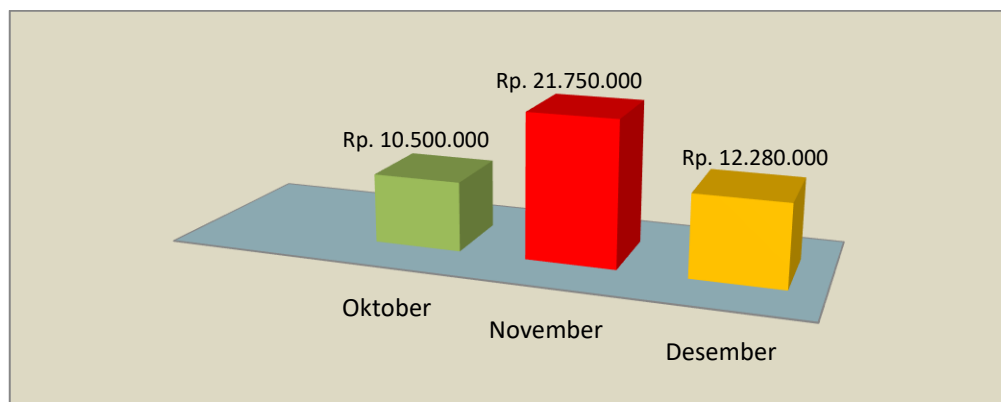 Rp. 21.750.000
Rp. 10.500.000
Rp. 12.280.000
Oktober
November
Desember